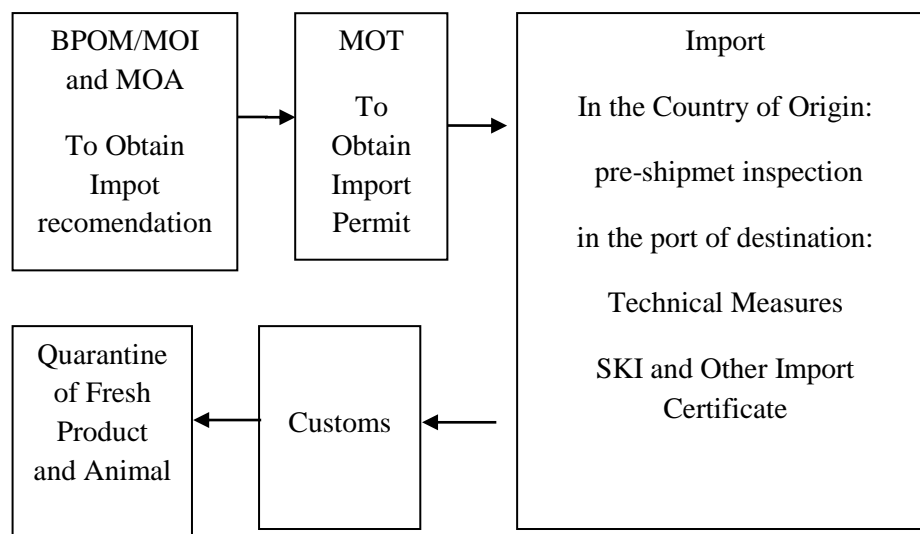 BPOM/MOI
and MOA
To Obtain
Impot
recomendation
MOT
To
Obtain
Import
Permit
Import
In the Country of Origin:
pre-shipmet inspection
in the port of destination:
Technical Measures
SKI and Other Import
Certificate
Customs
Quarantine
of Fresh
Product
and Animal